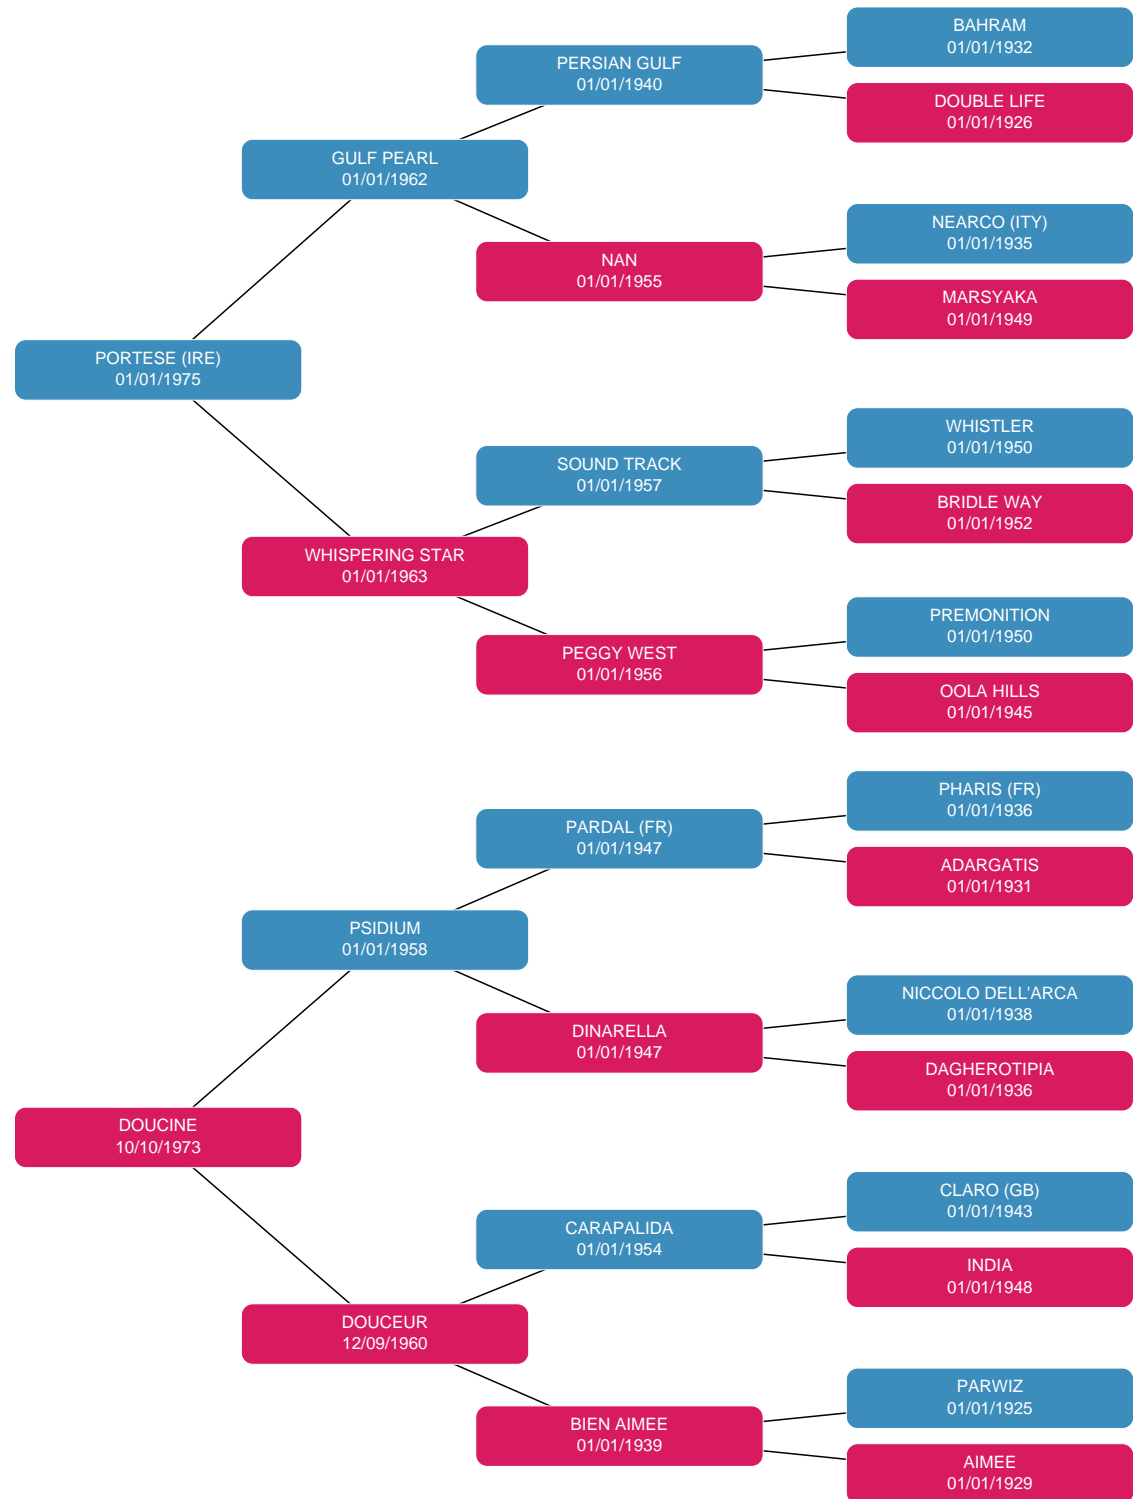 BAHRAM
01/01/1932
PERSIAN GULF
01/01/1940
DOUBLE LIFE
01/01/1926
GULF PEARL
01/01/1962
NEARCO (ITY)
01/01/1935
NAN
01/01/1955
MARSYAKA
01/01/1949
PORTESE (IRE)
01/01/1975
WHISTLER
01/01/1950
SOUND TRACK
01/01/1957
BRIDLE WAY
01/01/1952
WHISPERING STAR
01/01/1963
PREMONITION
01/01/1950
PEGGY WEST
01/01/1956
OOLA HILLS
01/01/1945
PHARIS (FR)
01/01/1936
PARDAL (FR)
01/01/1947
ADARGATIS
01/01/1931
PSIDIUM
01/01/1958
NICCOLO DELL'ARCA
01/01/1938
DINARELLA
01/01/1947
DAGHEROTIPIA
01/01/1936
DOUCINE
10/10/1973
CLARO (GB)
01/01/1943
CARAPALIDA
01/01/1954
INDIA
01/01/1948
DOUCEUR
12/09/1960
PARWIZ
01/01/1925
BIEN AIMEE
01/01/1939
AIMEE
01/01/1929